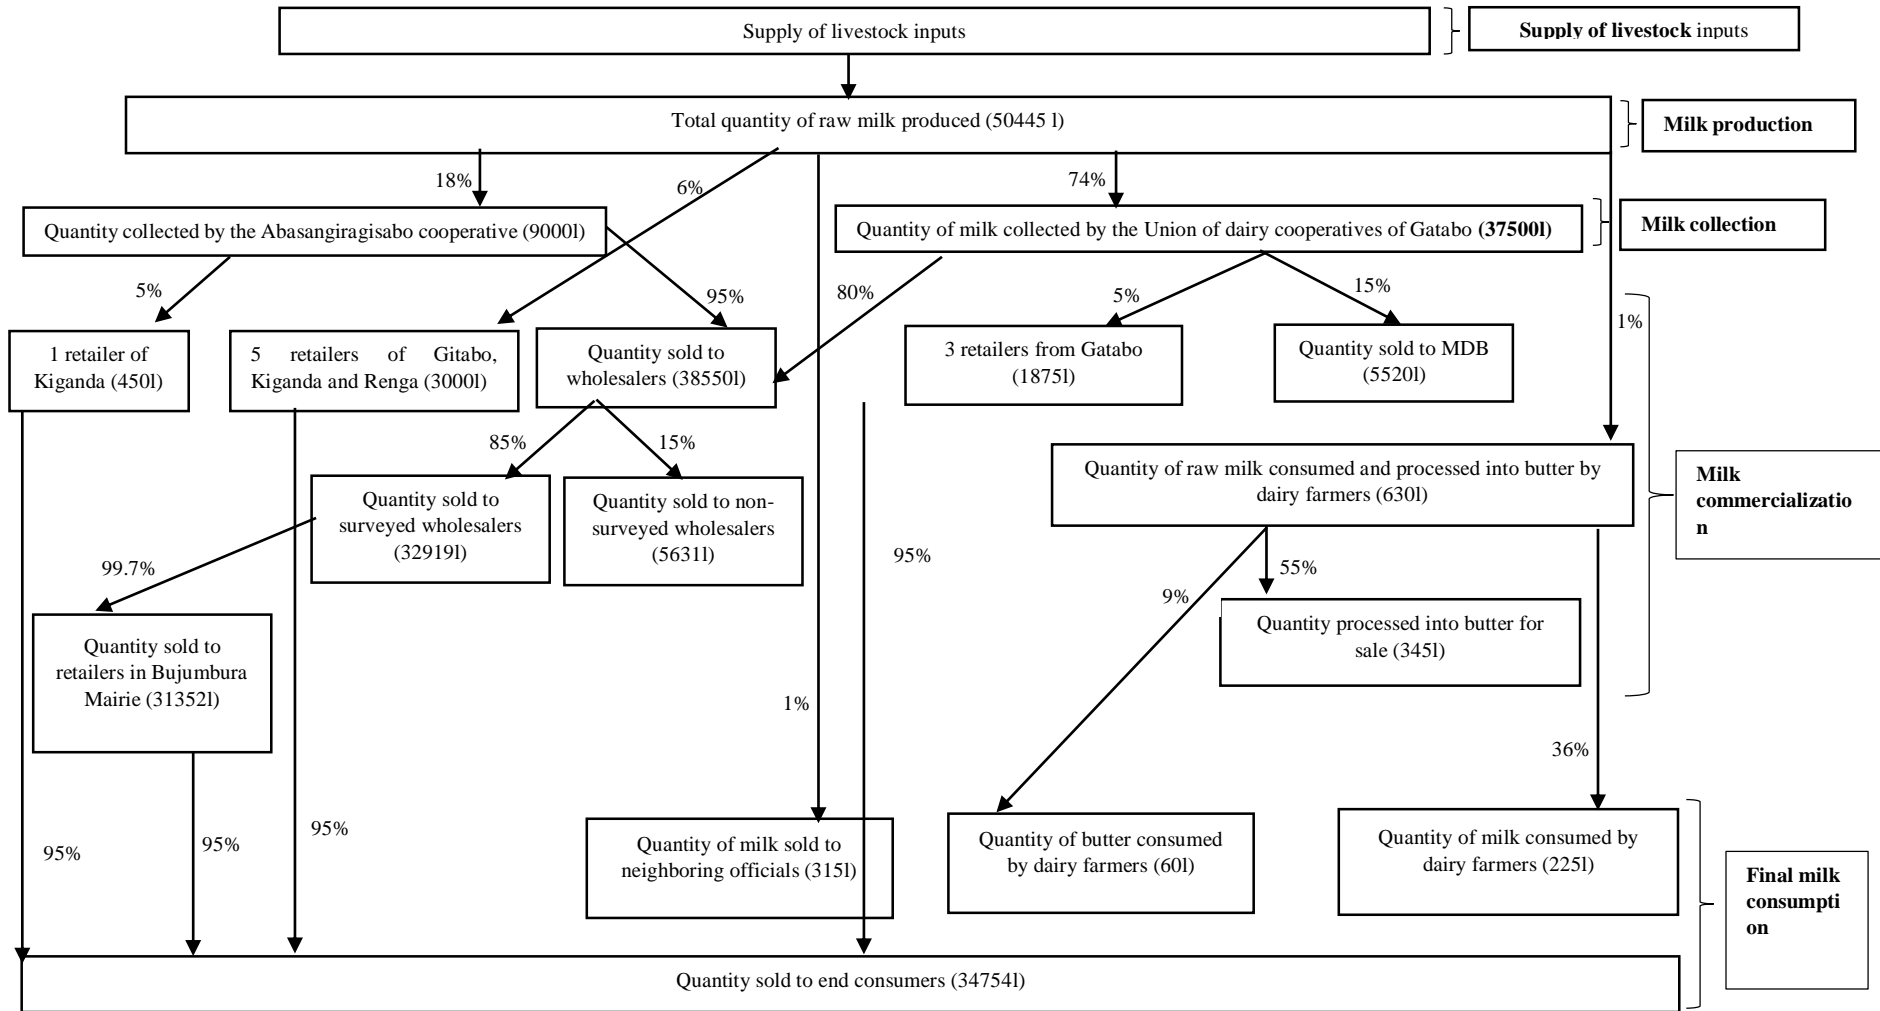 Supply of livestock inputs
Supply of livestock inputs
Total quantity of raw milk produced (50445 l)
Milk production
18%
6%
74%
Quantity collected by the Abasangiragisabo cooperative (9000l)
Quantity of milk collected by the Union of dairy cooperatives of Gatabo (37500l)
Milk collection
5%
95%
80%
5%
15%
1%
1 retailer of
Kiganda (450l)
5 retailers of Gitabo,
Kiganda and Renga (3000l)
Quantity sold to
wholesalers (38550l)
3 retailers from Gatabo
(1875l)
Quantity sold to MDB
(5520l)
85%
15%
Quantity of raw milk consumed and processed into butter by
dairy farmers (630l)
Milk
commercializatio
n
Quantity sold to
surveyed wholesalers
(32919l)
Quantity sold to non-
surveyed wholesalers
(5631l)
99.7%
95%
9%
55%
Quantity processed into butter for
sale (345l)
Quantity sold to
retailers in Bujumbura
Mairie (31352l)
1%
36%
95%
95%
95%
Quantity of milk sold to
neighboring officials (315l)
Quantity of butter consumed
by dairy farmers (60l)
Quantity of milk consumed by
dairy farmers (225l)
Final milk
consumpti
on
Quantity sold to end consumers (34754l)